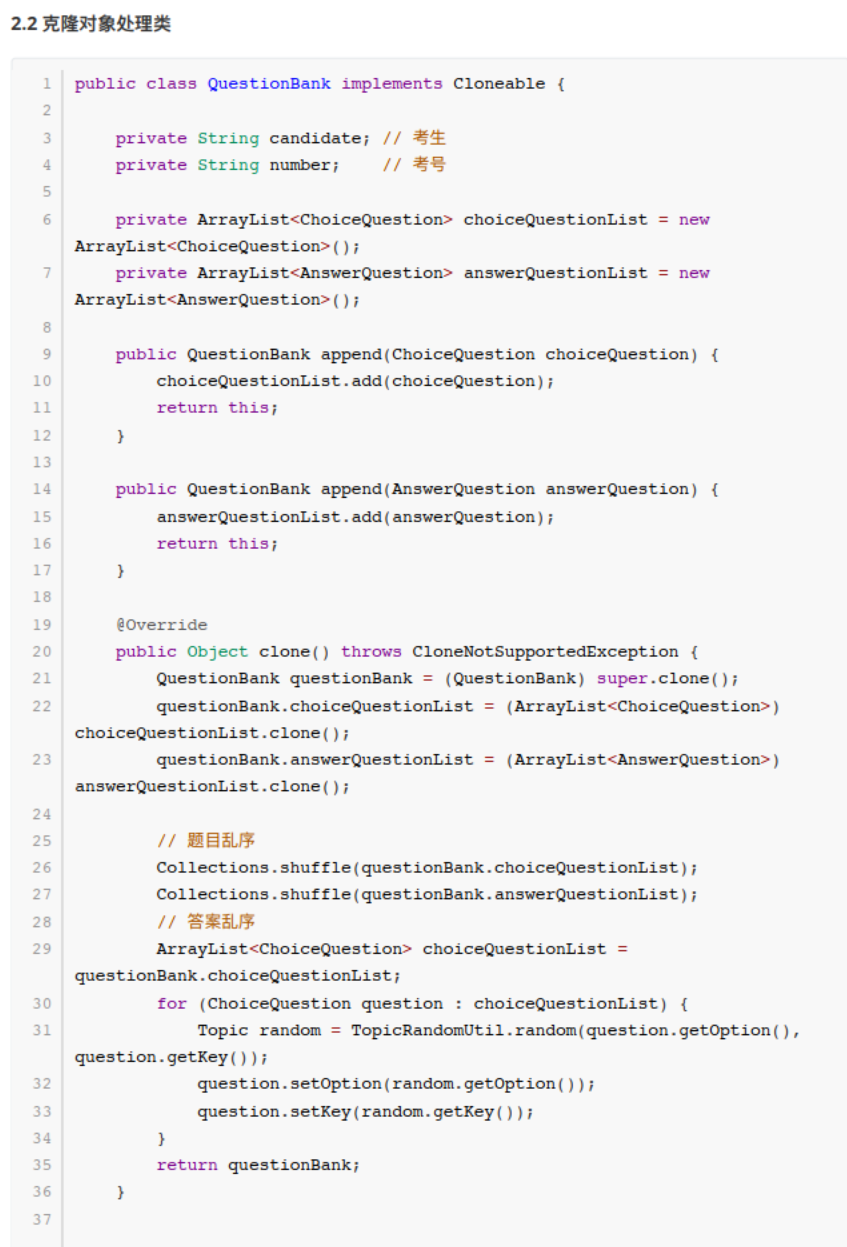 2.2 克隆对象处理类
1 public class QuestionBank implements Cloneable {
2
3     private String candidate; // 考生
4     private String number;    // 考号
5
6     private ArrayList<ChoiceQuestion> choiceQuestionList = new
ArrayList<ChoiceQuestion>();
7     private ArrayList<AnswerQuestion> answerQuestionList = new
ArrayList<AnswerQuestion>();
8
9     public QuestionBank append(ChoiceQuestion choiceQuestion) {
10         choiceQuestionList.add(choiceQuestion);
11         return this;
12     }
13
14     public QuestionBank append(AnswerQuestion answerQuestion) {
15         answerQuestionList.add(answerQuestion);
16         return this;
17     }
18
19     @Override
20     public Object clone() throws CloneNotSupportedException {
21         QuestionBank questionBank = (QuestionBank) super.clone();
22         questionBank.choiceQuestionList = (ArrayList<ChoiceQuestion>)
choiceQuestionList.clone();
23         questionBank.answerQuestionList = (ArrayList<AnswerQuestion>)
answerQuestionList.clone();
24
25         // 题目乱序
26         Collections.shuffle(questionBank.choiceQuestionList);
27         Collections.shuffle(questionBank.answerQuestionList);
28         // 答案乱序
29         ArrayList<ChoiceQuestion> choiceQuestionList =
questionBank.choiceQuestionList;
30         for (ChoiceQuestion question : choiceQuestionList) {
31             Topic random = TopicRandomUtil.random(question.getOption(),
question.getKey());
32             question.setOption(random.getOption());
33             question.setKey(random.getKey());
34         }
35         return questionBank;
36     }
37